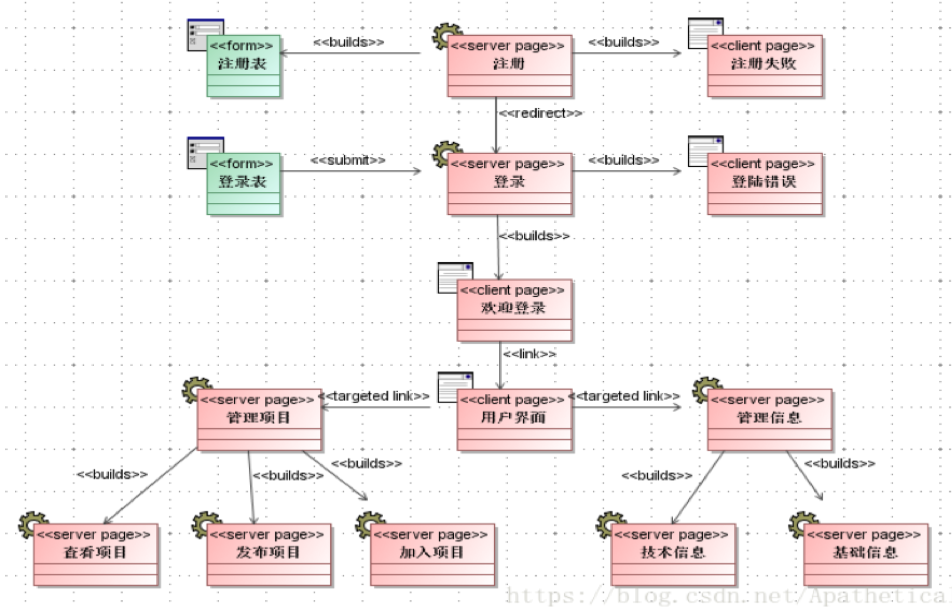 <<form>>
注册表
<<builds>>
<<server page>>
注册
<<builds>>
<<client page>>
注册失败
<<redirect>>
<<form>>
登录表
<<submit>>
<<server page>>
登录
<<builds>>
<<client page>>
登陆错误
<<builds>>
<<client page>>
欢迎登录
<<link>>
<<server page>>
管理项目
<<targeted link>>
<<client page>>
用户界面
<<targeted link>>
<<server page>>
管理信息
<<builds>>
<<builds>>
<<builds>>
<<builds>>
<<builds>>
<<server page>>
查看项目
<<server page>>
发布项目
<<server page>>
加入项目
<<server page>>
技术信息
<<server page>>
基础信息
https://blog.csdn.net/Apathetica